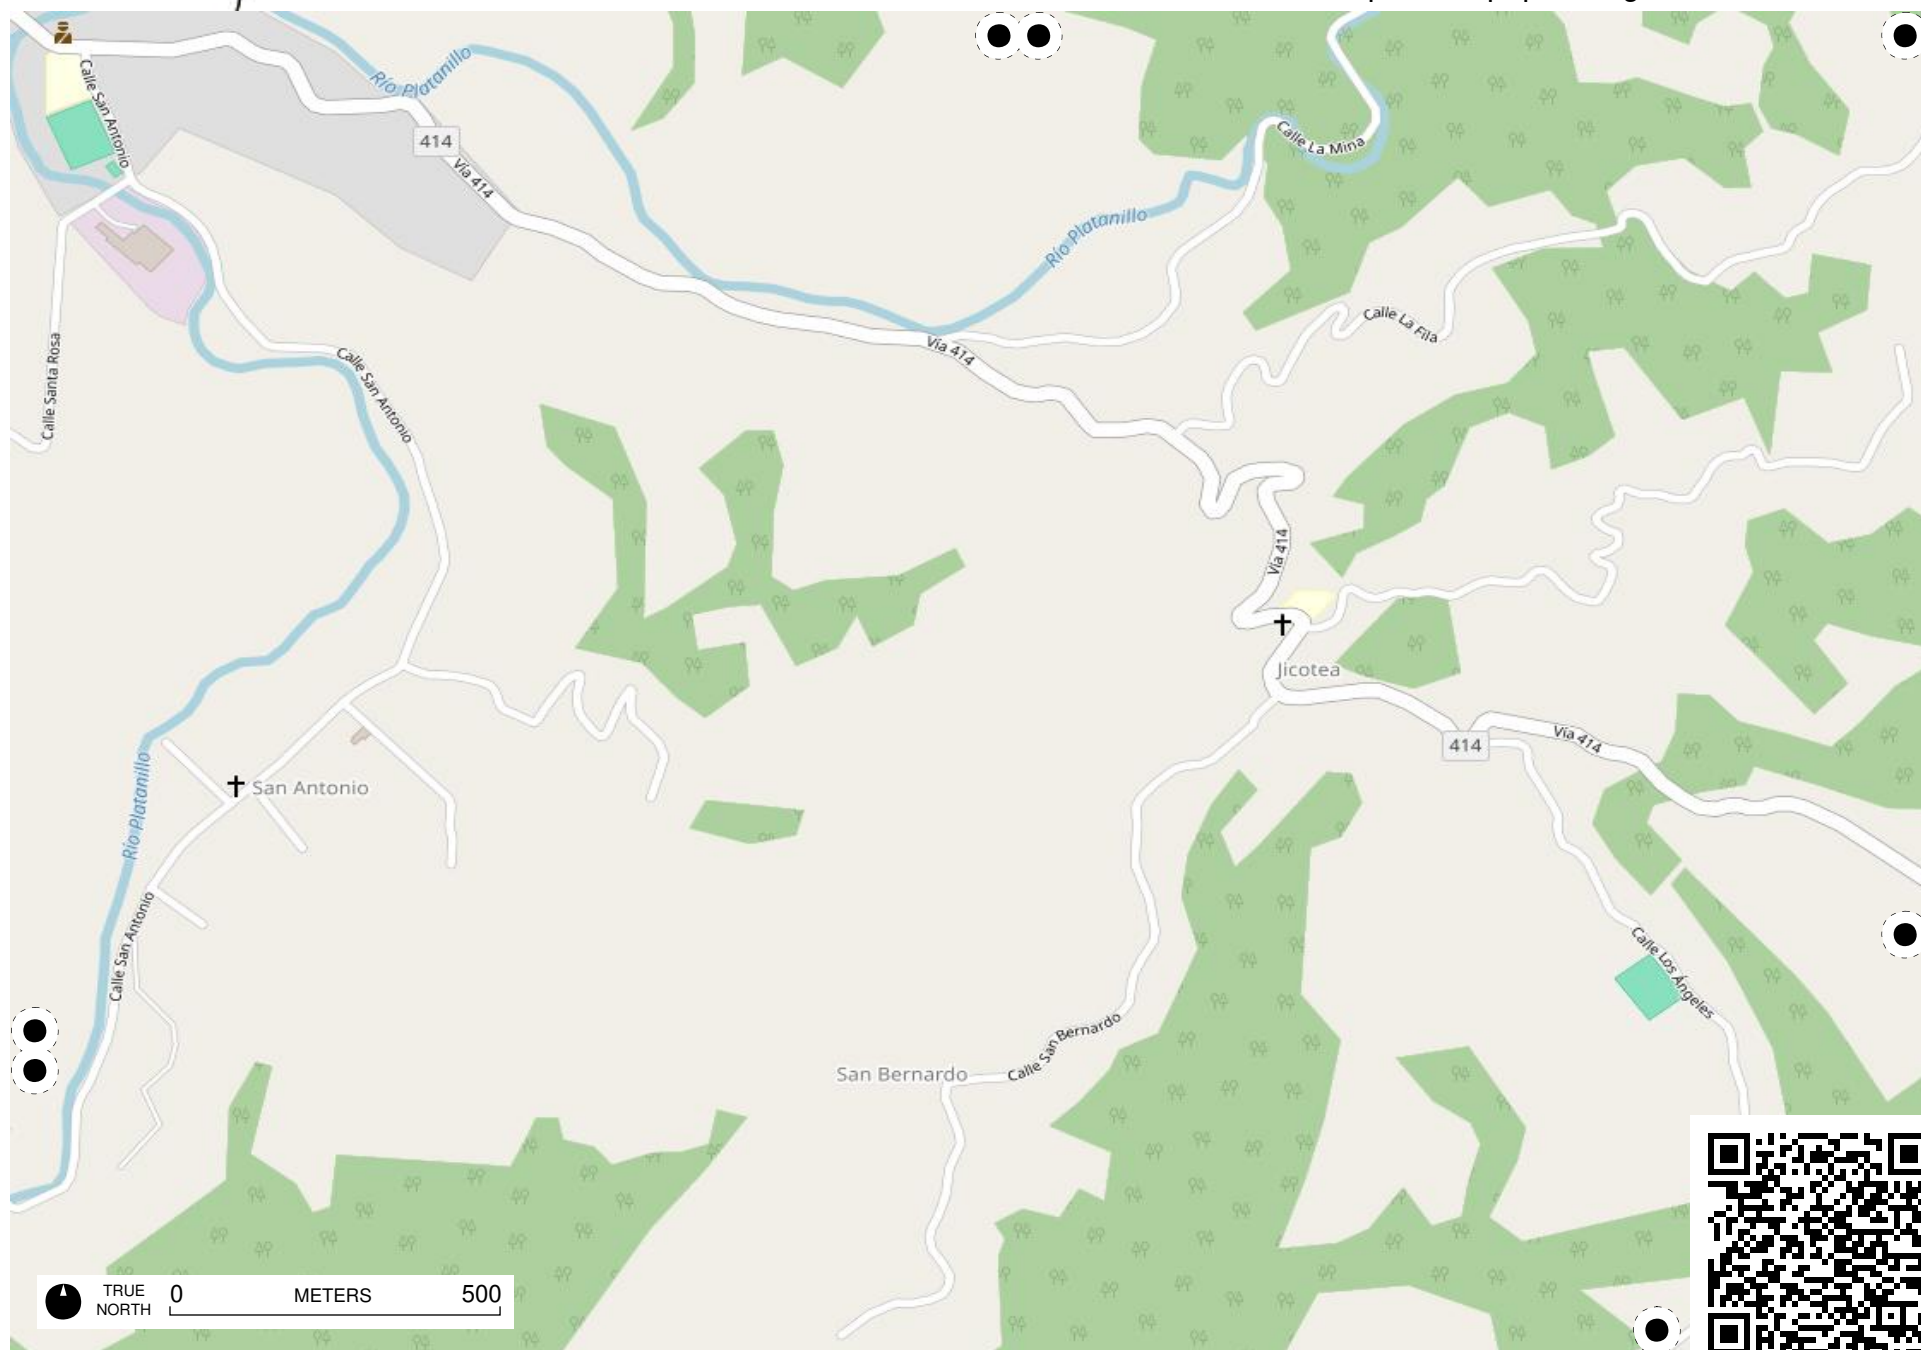 Río Platanillo
Calle San Antonio
414
Vía 414
Calle La Mina
Río Platanillo
Calle La Fila
Vía 414
Calle Santa Rosa
Calle San Antonio
Vía 414
Jicotea
414
Vía 414
San Antonio
Río Platanillo
Calle San Antonio
Calle Los Ángeles
Calle San Bernardo
San Bernardo
TRUE NORTH
0 METERS 500